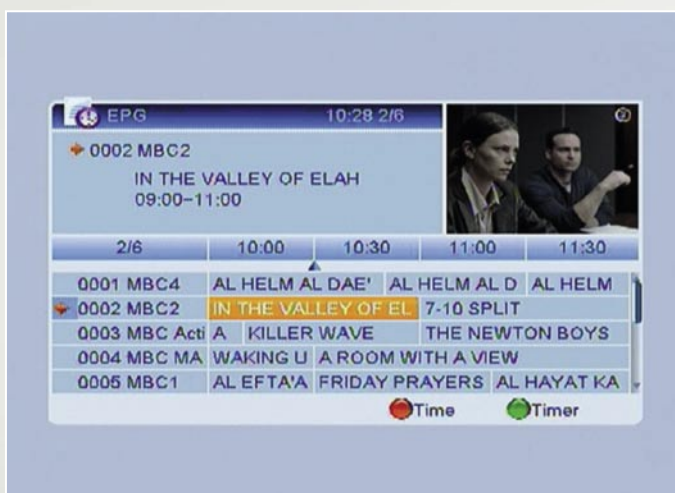 EPG 10:28 2/6
0002 MBC2
IN THE VALLEY OF ELAH
09:00-11:00
2/6 10:00 10:30 11:00 11:30
0001 MBC4 AL HELM AL DAE' AL HELM AL D AL HELM
0002 MBC2 IN THE VALLEY OF EL 7-10 SPLIT
0003 MBC Acti A KILLER WAVE THE NEWTON BOYS
0004 MBC MA WAKING U A ROOM WITH A VIEW
0005 MBC1 AL EFTA'A FRIDAY PRAYERS AL HAYAT KA
Time Timer